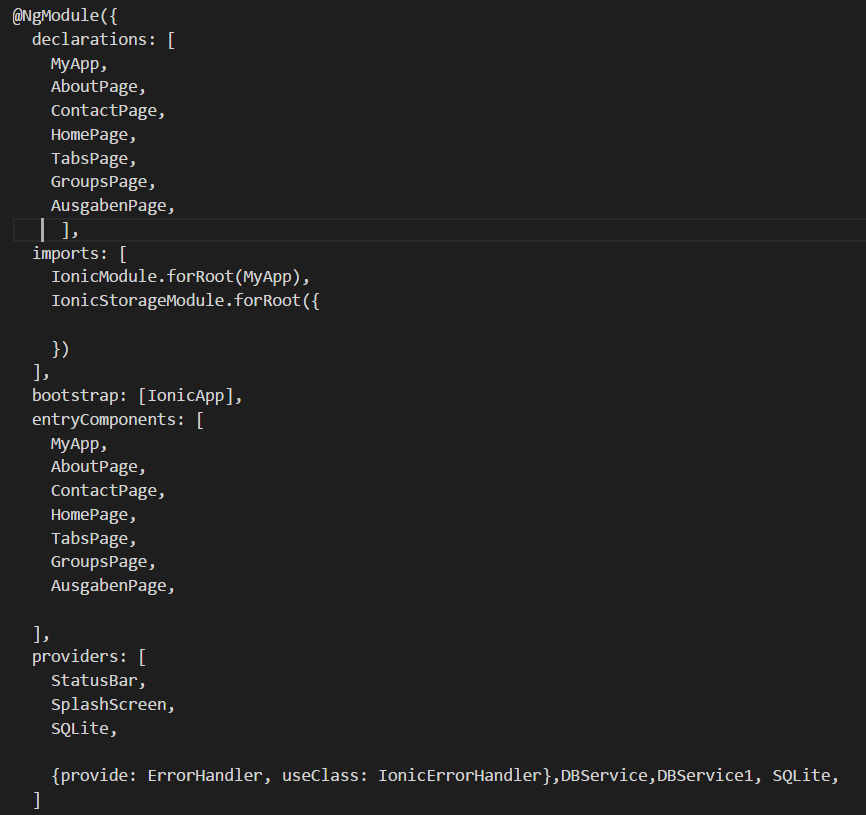 @NgModule({
  declarations: [
    MyApp,
    AboutPage,
    ContactPage,
    HomePage,
    TabsPage,
    GroupsPage,
    AusgabenPage,
     ],
  imports: [
    IonicModule.forRoot(MyApp),
    IonicStorageModule.forRoot({
    })
  ],
  bootstrap: [IonicApp],
  entryComponents: [
    MyApp,
    AboutPage,
    ContactPage,
    HomePage,
    TabsPage,
    GroupsPage,
    AusgabenPage,
  ],
  providers: [
    StatusBar,
    SplashScreen,
    SQLite,
    {provide: ErrorHandler, useClass: IonicErrorHandler},DBService,DBService1, SQLite,
  ]